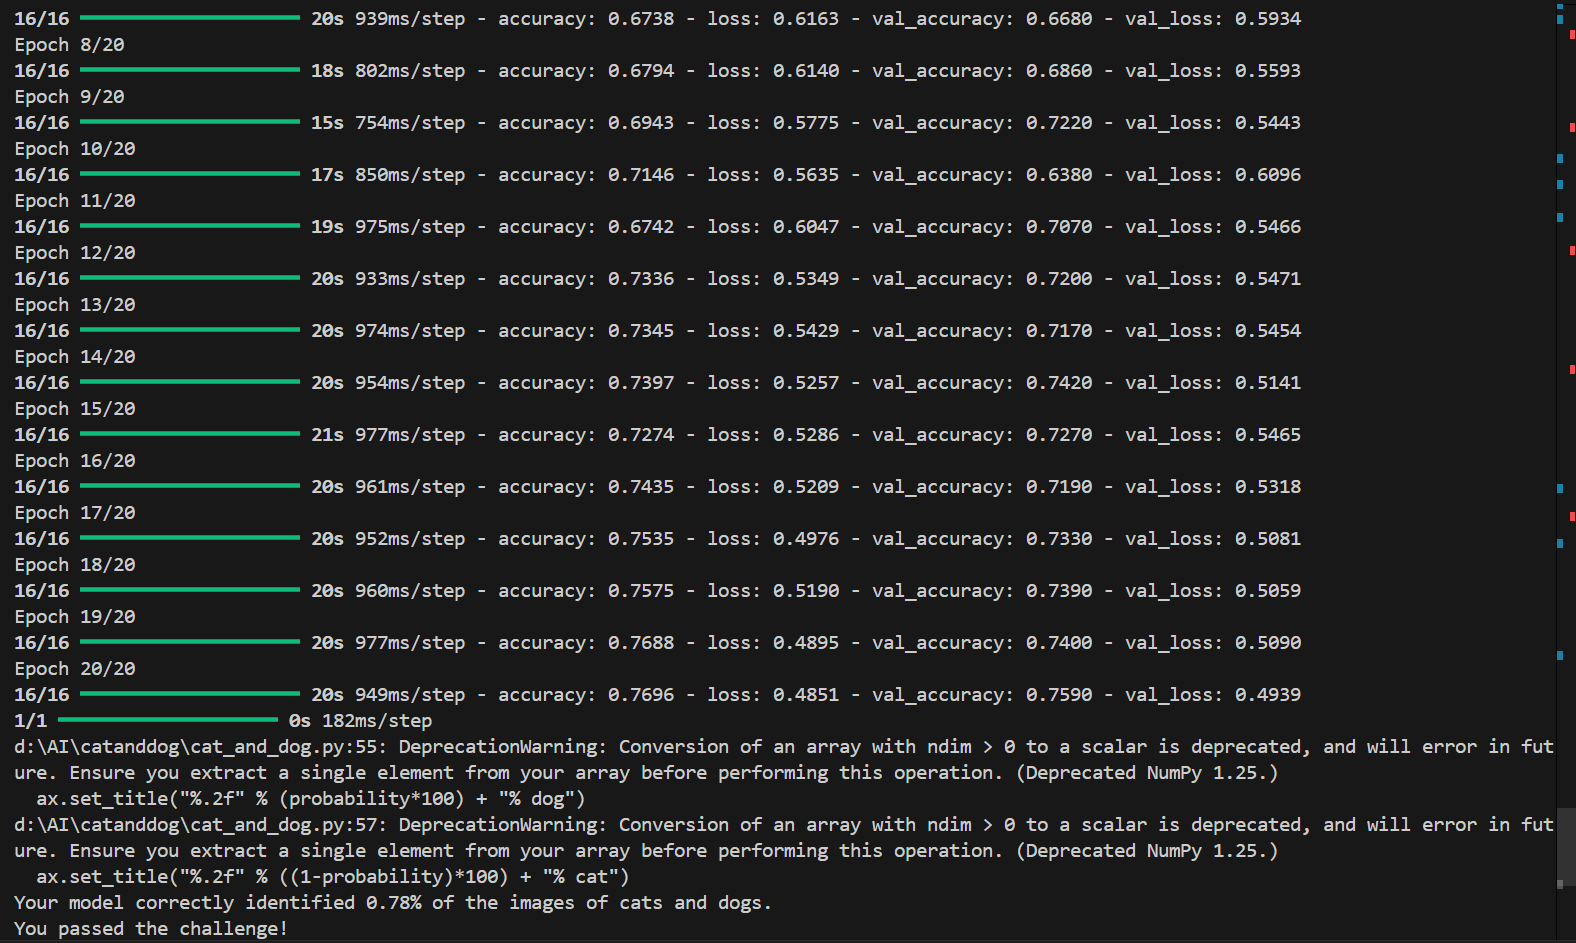 16/16 20s 939ms/step - accuracy: 0.6738 - loss: 0.6163 - val_accuracy: 0.6680 - val_loss: 0.5934
Epoch 8/20
16/16 18s 802ms/step - accuracy: 0.6794 - loss: 0.6140 - val_accuracy: 0.6860 - val_loss: 0.5593
Epoch 9/20
16/16 15s 754ms/step - accuracy: 0.6943 - loss: 0.5775 - val_accuracy: 0.7220 - val_loss: 0.5443
Epoch 10/20
16/16 17s 850ms/step - accuracy: 0.7146 - loss: 0.5635 - val_accuracy: 0.6380 - val_loss: 0.6096
Epoch 11/20
16/16 19s 975ms/step - accuracy: 0.6742 - loss: 0.6047 - val_accuracy: 0.7070 - val_loss: 0.5466
Epoch 12/20
16/16 20s 933ms/step - accuracy: 0.7336 - loss: 0.5349 - val_accuracy: 0.7200 - val_loss: 0.5471
Epoch 13/20
16/16 20s 974ms/step - accuracy: 0.7345 - loss: 0.5429 - val_accuracy: 0.7170 - val_loss: 0.5454
Epoch 14/20
16/16 20s 954ms/step - accuracy: 0.7397 - loss: 0.5257 - val_accuracy: 0.7420 - val_loss: 0.5141
Epoch 15/20
16/16 21s 977ms/step - accuracy: 0.7274 - loss: 0.5286 - val_accuracy: 0.7270 - val_loss: 0.5465
Epoch 16/20
16/16 20s 961ms/step - accuracy: 0.7435 - loss: 0.5209 - val_accuracy: 0.7190 - val_loss: 0.5318
Epoch 17/20
16/16 20s 952ms/step - accuracy: 0.7535 - loss: 0.4976 - val_accuracy: 0.7330 - val_loss: 0.5081
Epoch 18/20
16/16 20s 960ms/step - accuracy: 0.7575 - loss: 0.5190 - val_accuracy: 0.7390 - val_loss: 0.5059
Epoch 19/20
16/16 20s 977ms/step - accuracy: 0.7688 - loss: 0.4895 - val_accuracy: 0.7400 - val_loss: 0.5090
Epoch 20/20
16/16 20s 949ms/step - accuracy: 0.7696 - loss: 0.4851 - val_accuracy: 0.7590 - val_loss: 0.4939
1/1 0s 182ms/step
d:\AI\catanddog\cat_and_dog.py:55: DeprecationWarning: Conversion of an array with ndim > 0 to a scalar is deprecated, and will error in fut
ure. Ensure you extract a single element from your array before performing this operation. (Deprecated NumPy 1.25.)
  ax.set_title("%.2f" % (probability*100) + "% dog")
d:\AI\catanddog\cat_and_dog.py:57: DeprecationWarning: Conversion of an array with ndim > 0 to a scalar is deprecated, and will error in fut
ure. Ensure you extract a single element from your array before performing this operation. (Deprecated NumPy 1.25.)
  ax.set_title("%.2f" % ((1-probability)*100) + "% cat")
Your model correctly identified 0.78% of the images of cats and dogs.
You passed the challenge!